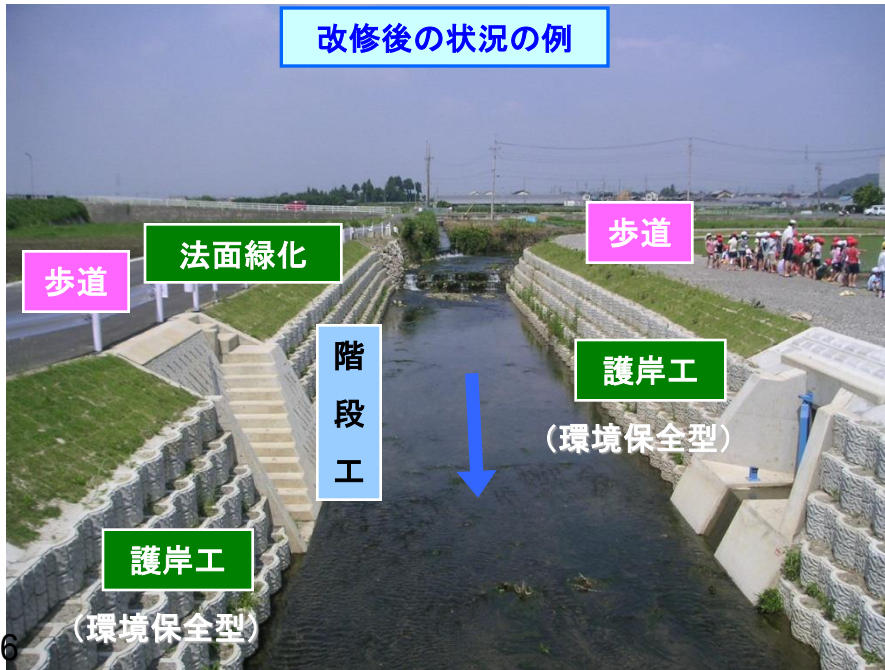 改修後の状況の例
歩道
法面緑化
歩道
階段工
護岸工
（環境保全型）
護岸工
（環境保全型）
6